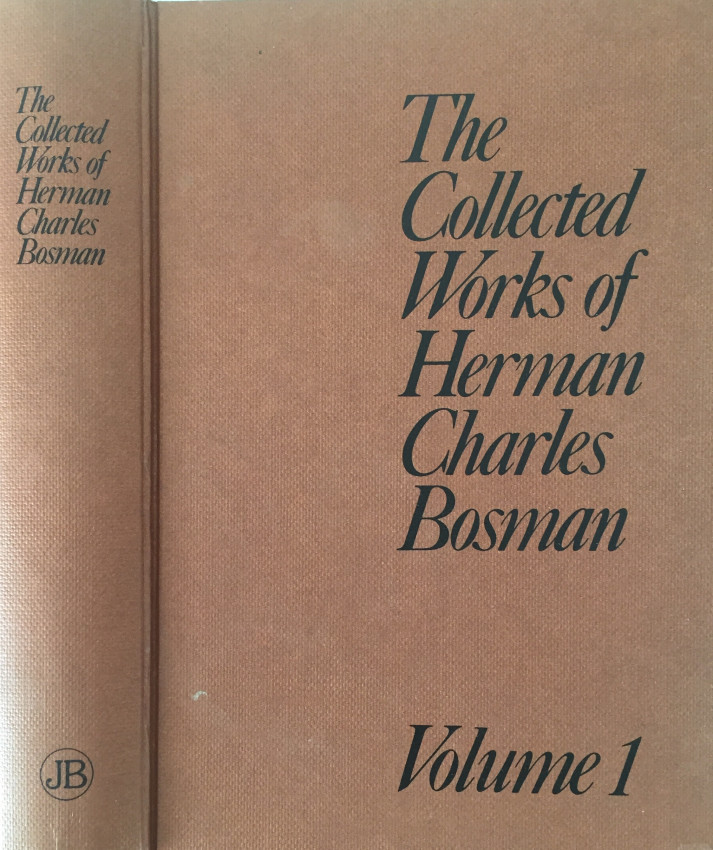 The
Collected
Works of
Herman
Charles
Bosman
JB
The
Collected
Works of
Herman
Charles
Bosman
Volume 1